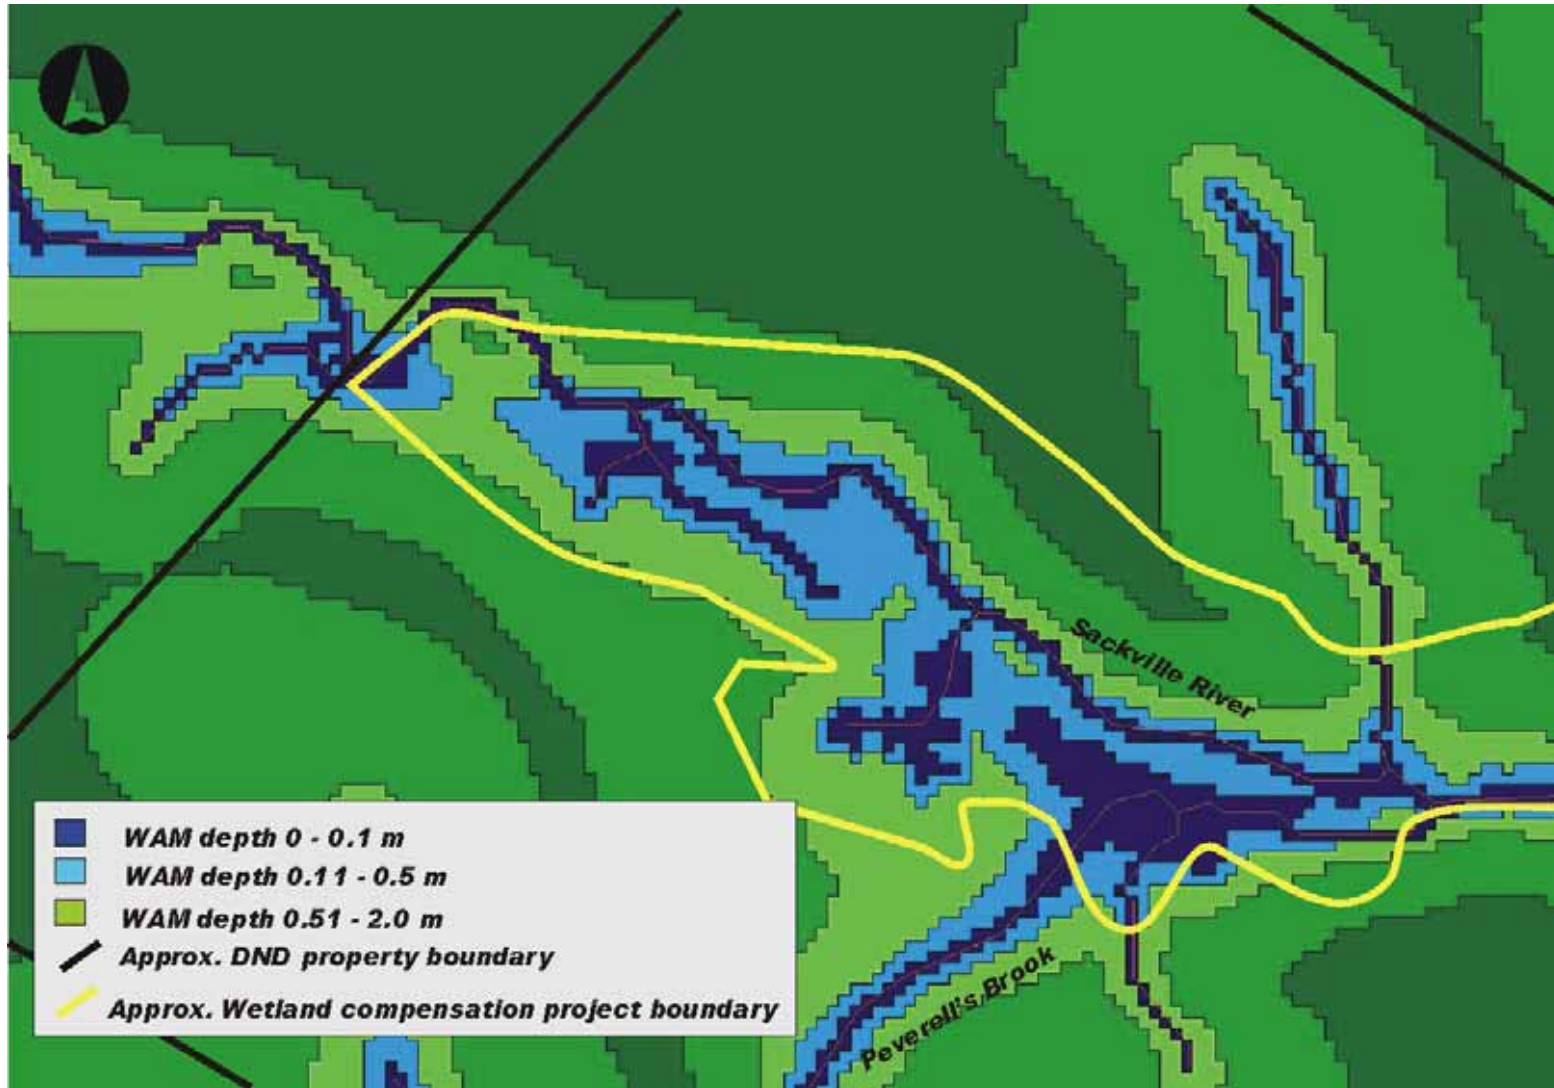 Sackville River
WAM depth 0 - 0.1 m
WAM depth 0.11 - 0.5 m
WAM depth 0.51 - 2.0 m
Approx. DND property boundary
Approx. Wetland compensation project boundary
Peverell's Brook